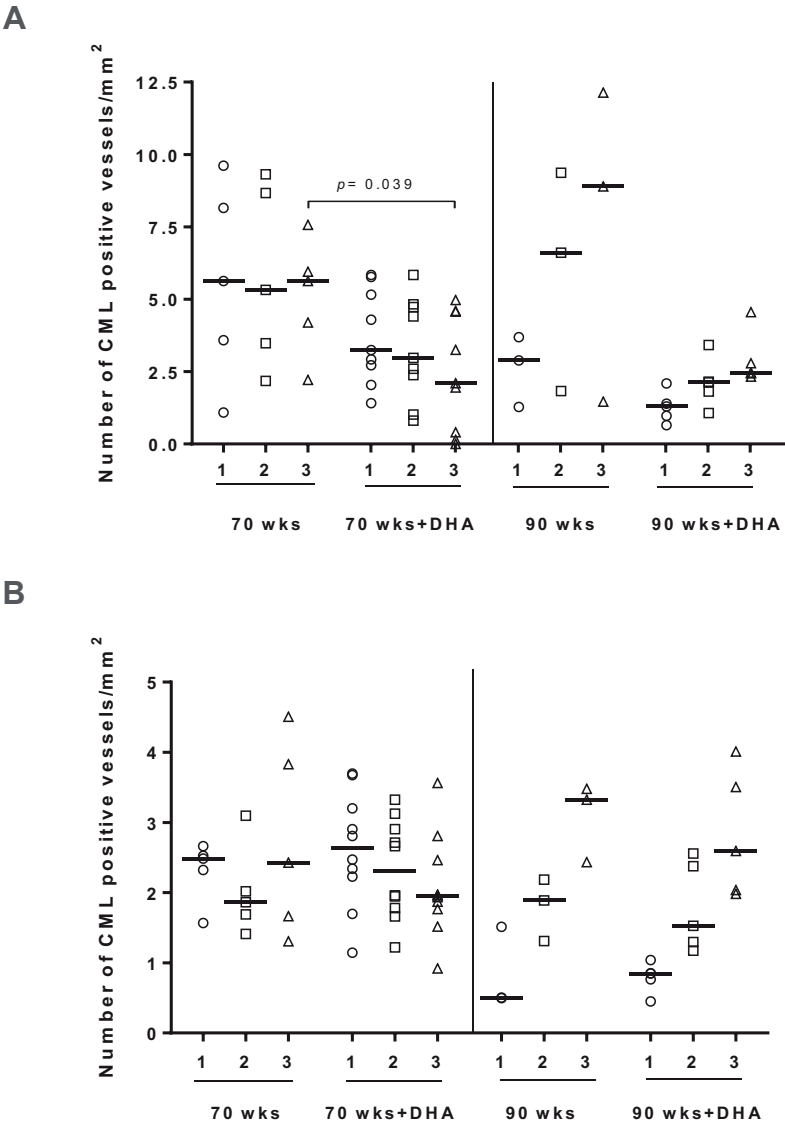 A
Number of CML positive vessels/mm2
12.5
10.0
7.5
5.0
2.5
0.0
p= 0.039
1 2 3 1 2 3 1 2 3 1 2 3
70 wks 70 wks+DHA 90 wks 90 wks+DHA
B
Number of CML positive vessels/mm2
5
4
3
2
1
0
1 2 3 1 2 3 1 2 3 1 2 3
70 wks 70 wks+DHA 90 wks 90 wks+DHA